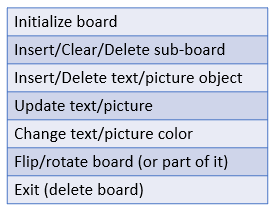 Initialize board
Insert/Clear/Delete sub-board
Insert/Delete text/picture object
Update text/picture
Change text/picture color
Flip/rotate board (or part of it)
Exit (delete board)